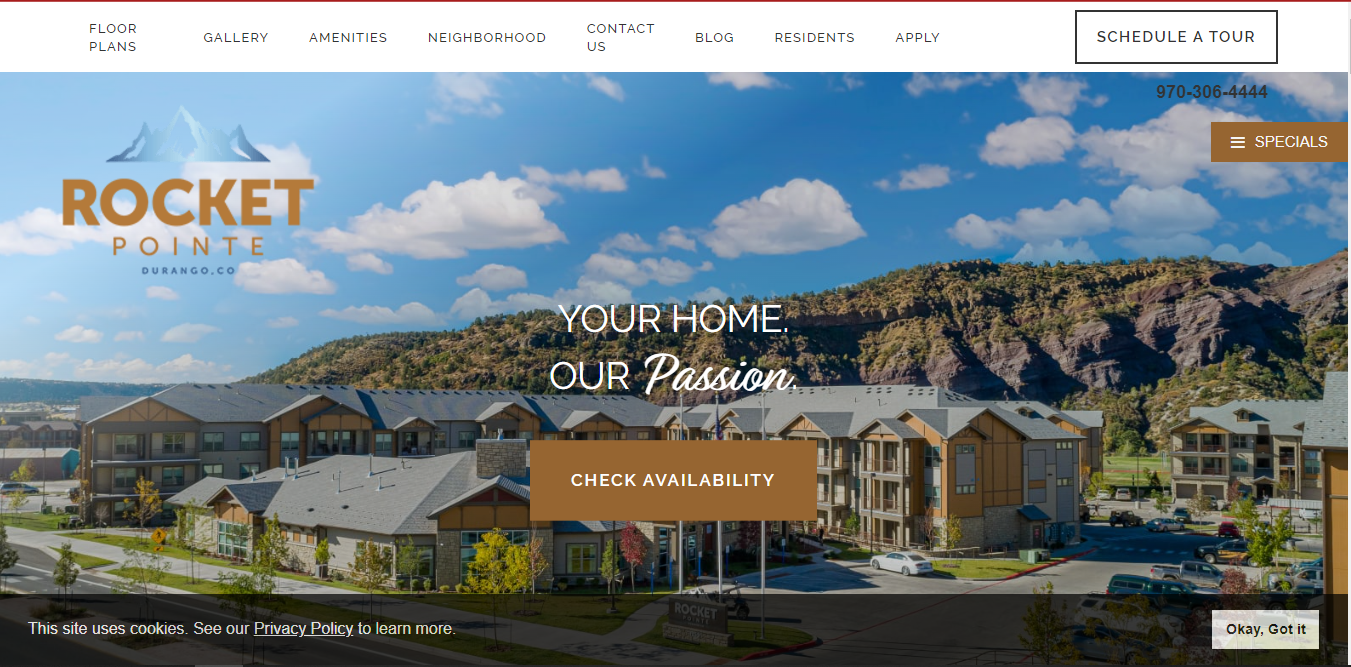 FLOOR
PLANS
GALLERY
AMENITIES
NEIGHBORHOOD
CONTACT
US
BLOG
RESIDENTS
APPLY
SCHEDULE A TOUR
970-306-4444
SPECIALS
ROCKET
POINTE
DURANGO,CO
YOUR HOME.
OUR Passion.
CHECK AVAILABILITY
ROCKET
POINTE
This site uses cookies. See our Privacy Policy to learn more.
Okay, Got it